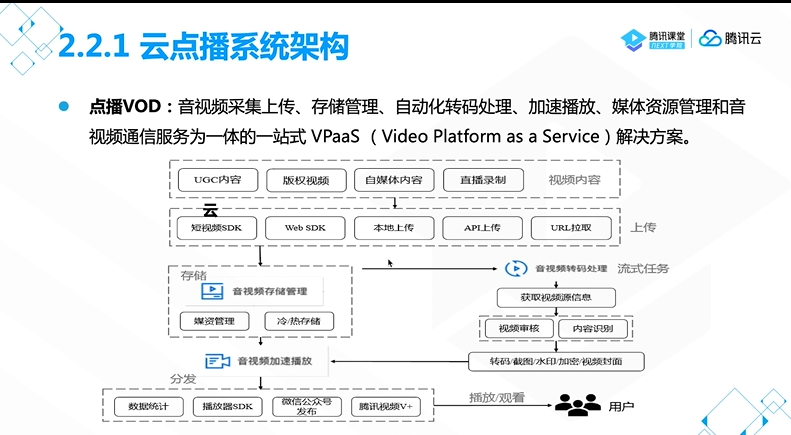 2.2.1 云点播系统架构
腾讯课堂
NEXT学院
腾讯云
点播VOD：音视频采集上传、存储管理、自动化转码处理、加速播放、媒体资源管理和音
视频通信服务为一体的一站式 VPaaS （ Video Platform as a Service）解决方案。
UGC内容 版权视频 自媒体内容 直播录制 视频内容
云
短视频SDK Web SDK 本地上传 API上传 URL拉取 上传
存储
音视频存储管理
媒资管理 冷/热存储
音视频转码处理 流式任务
获取视频源信息
视频审核 内容识别
转码/截图/水印/加密/视频封面
音视频加速播放
分发
数据统计 播放器SDK 微信公众号
发布
腾讯视频V+
播放/观看
用户